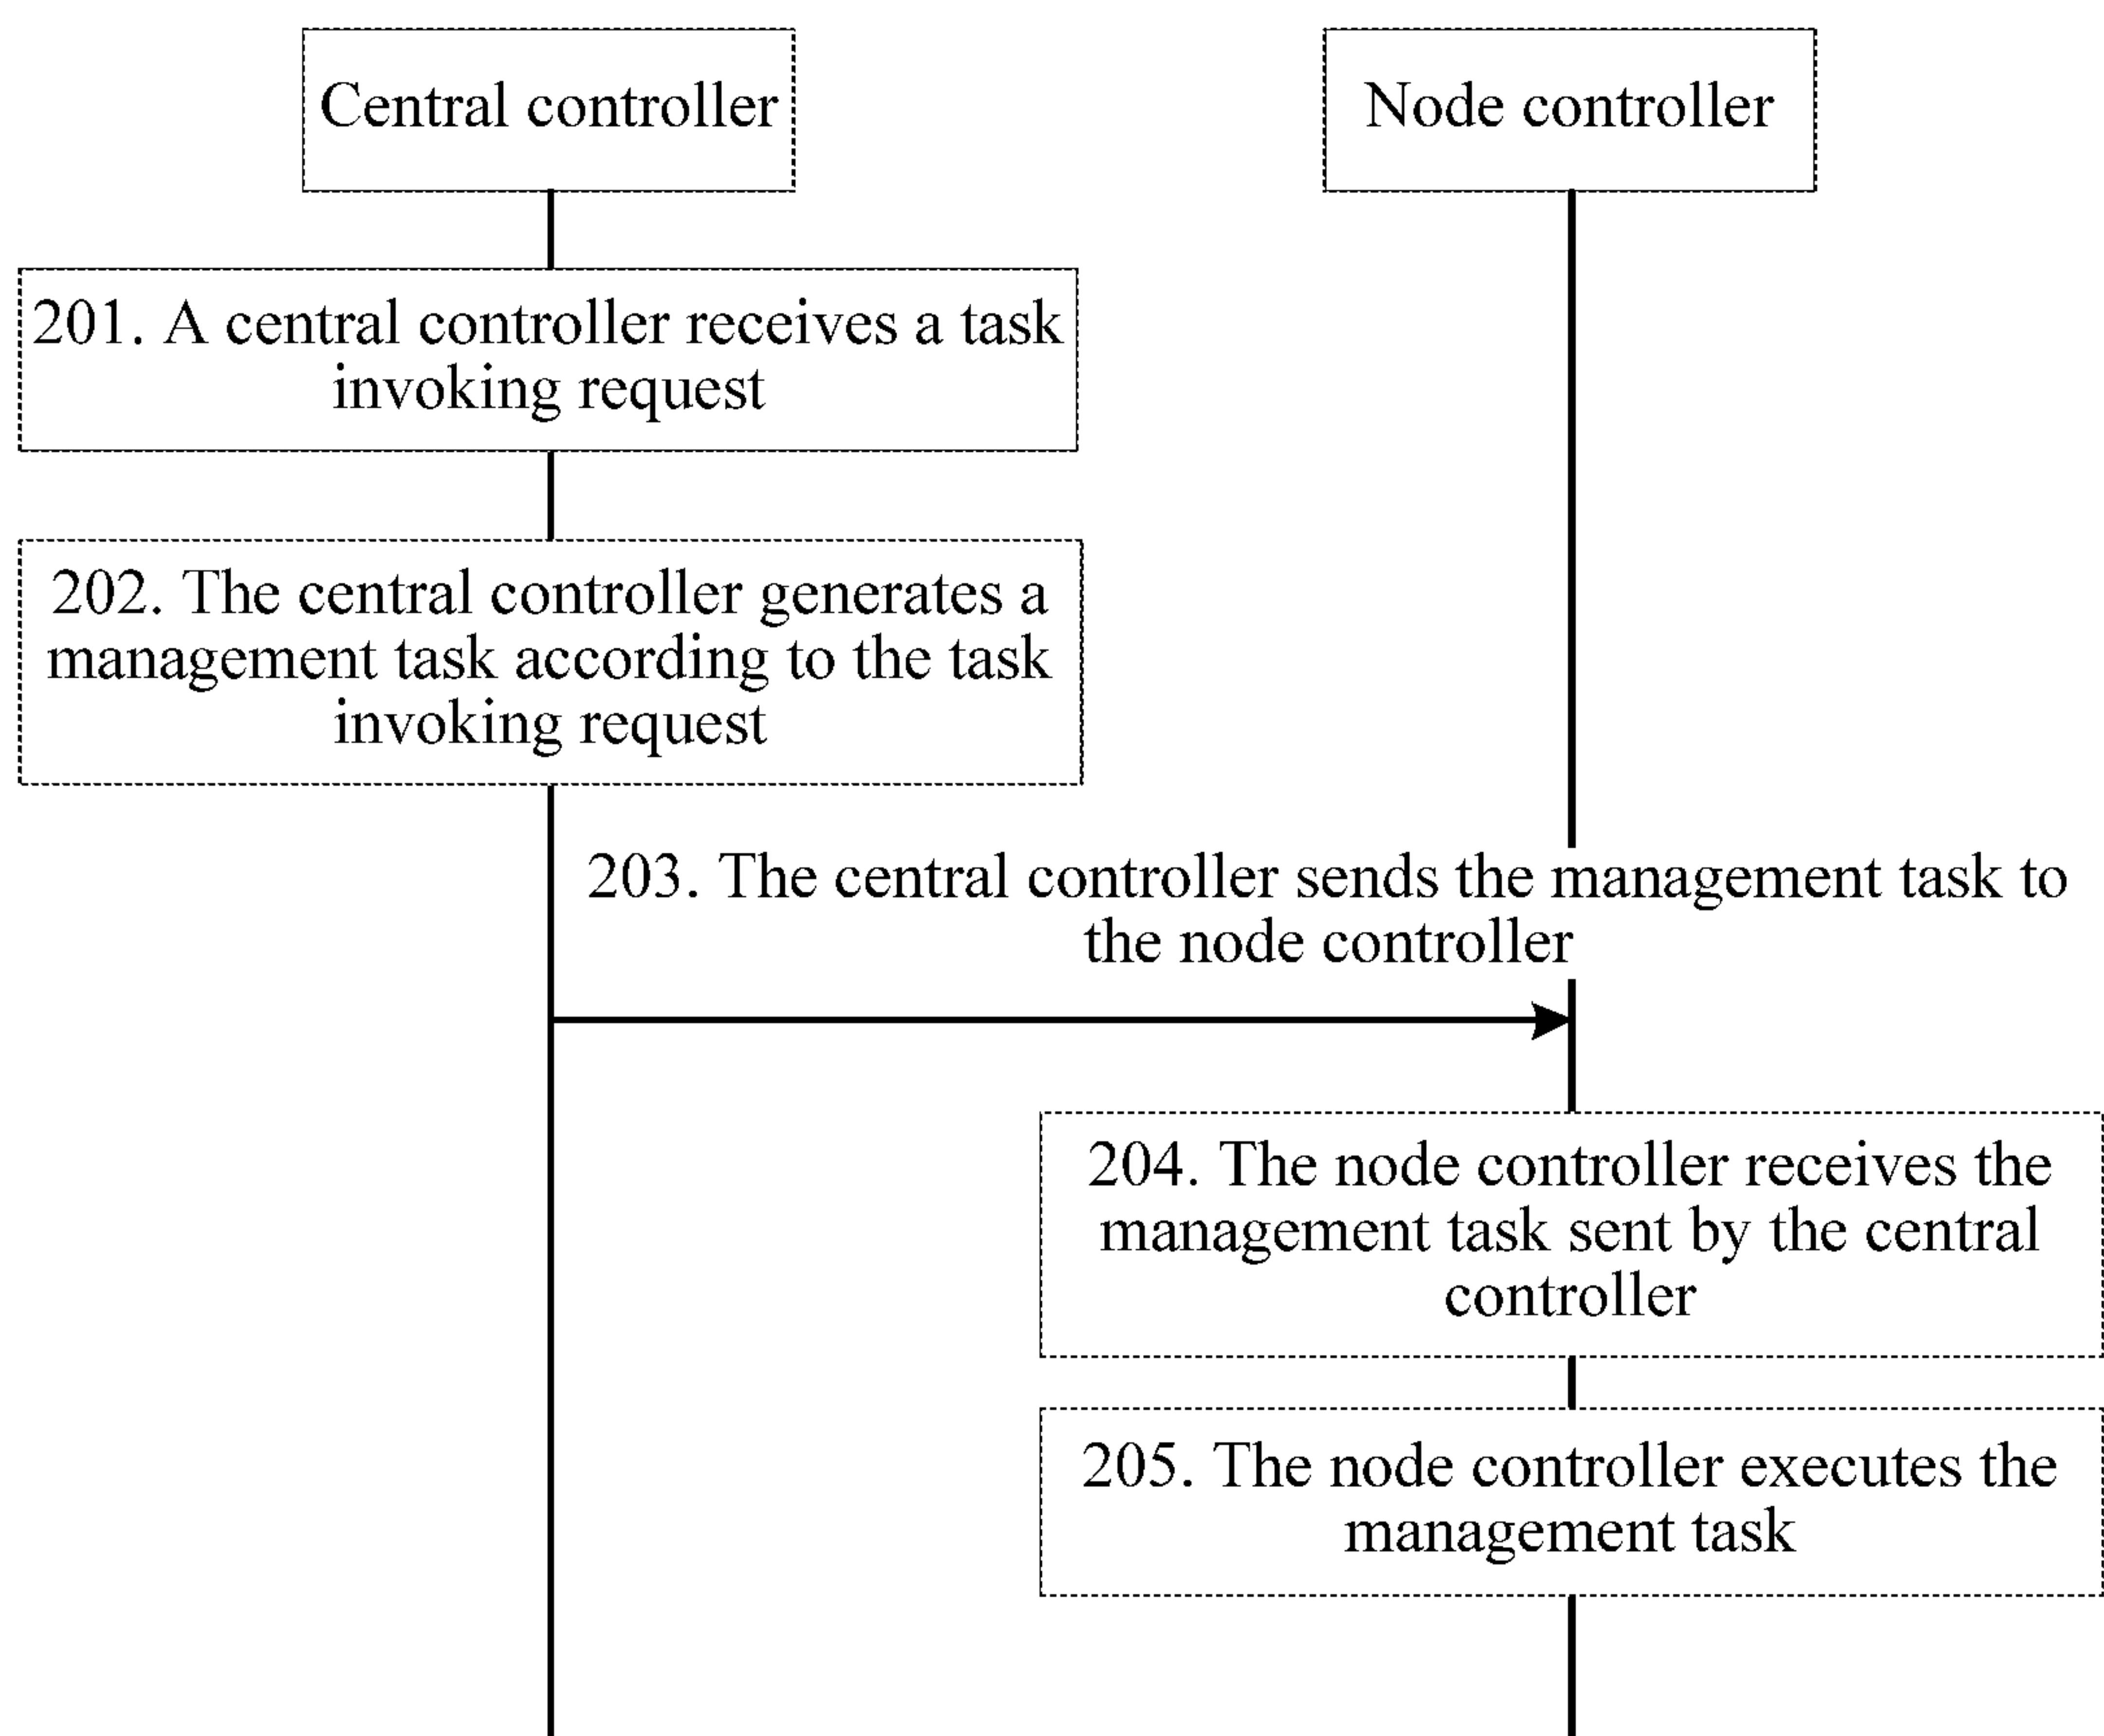 Central controller
Node controller
201. A central controller receives a task
invoking request
202. The central controller generates a
management task according to the task
invoking request
203. The central controller sends the management task to
the node controller
204. The node controller receives the
management task sent by the central
controller
205. The node controller executes the
management task